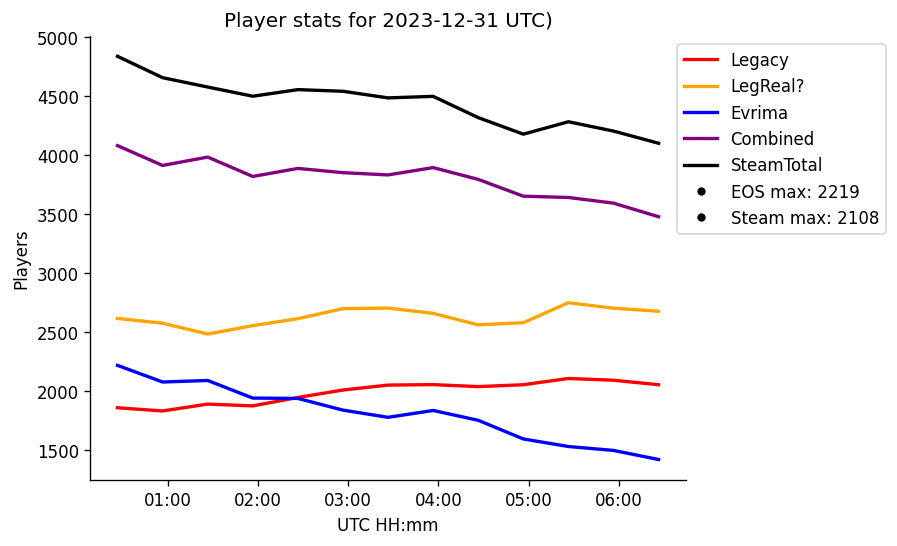 Player stats for 2023-12-31 UTC)
5000
4500
4000
3500
3000
2500
2000
1500
Players
01:00 02:00 03:00 04:00 05:00 06:00
UTC HH:mm
Legacy
LegReal?
Evrima
Combined
SteamTotal
EOS max: 2219
Steam max: 2108